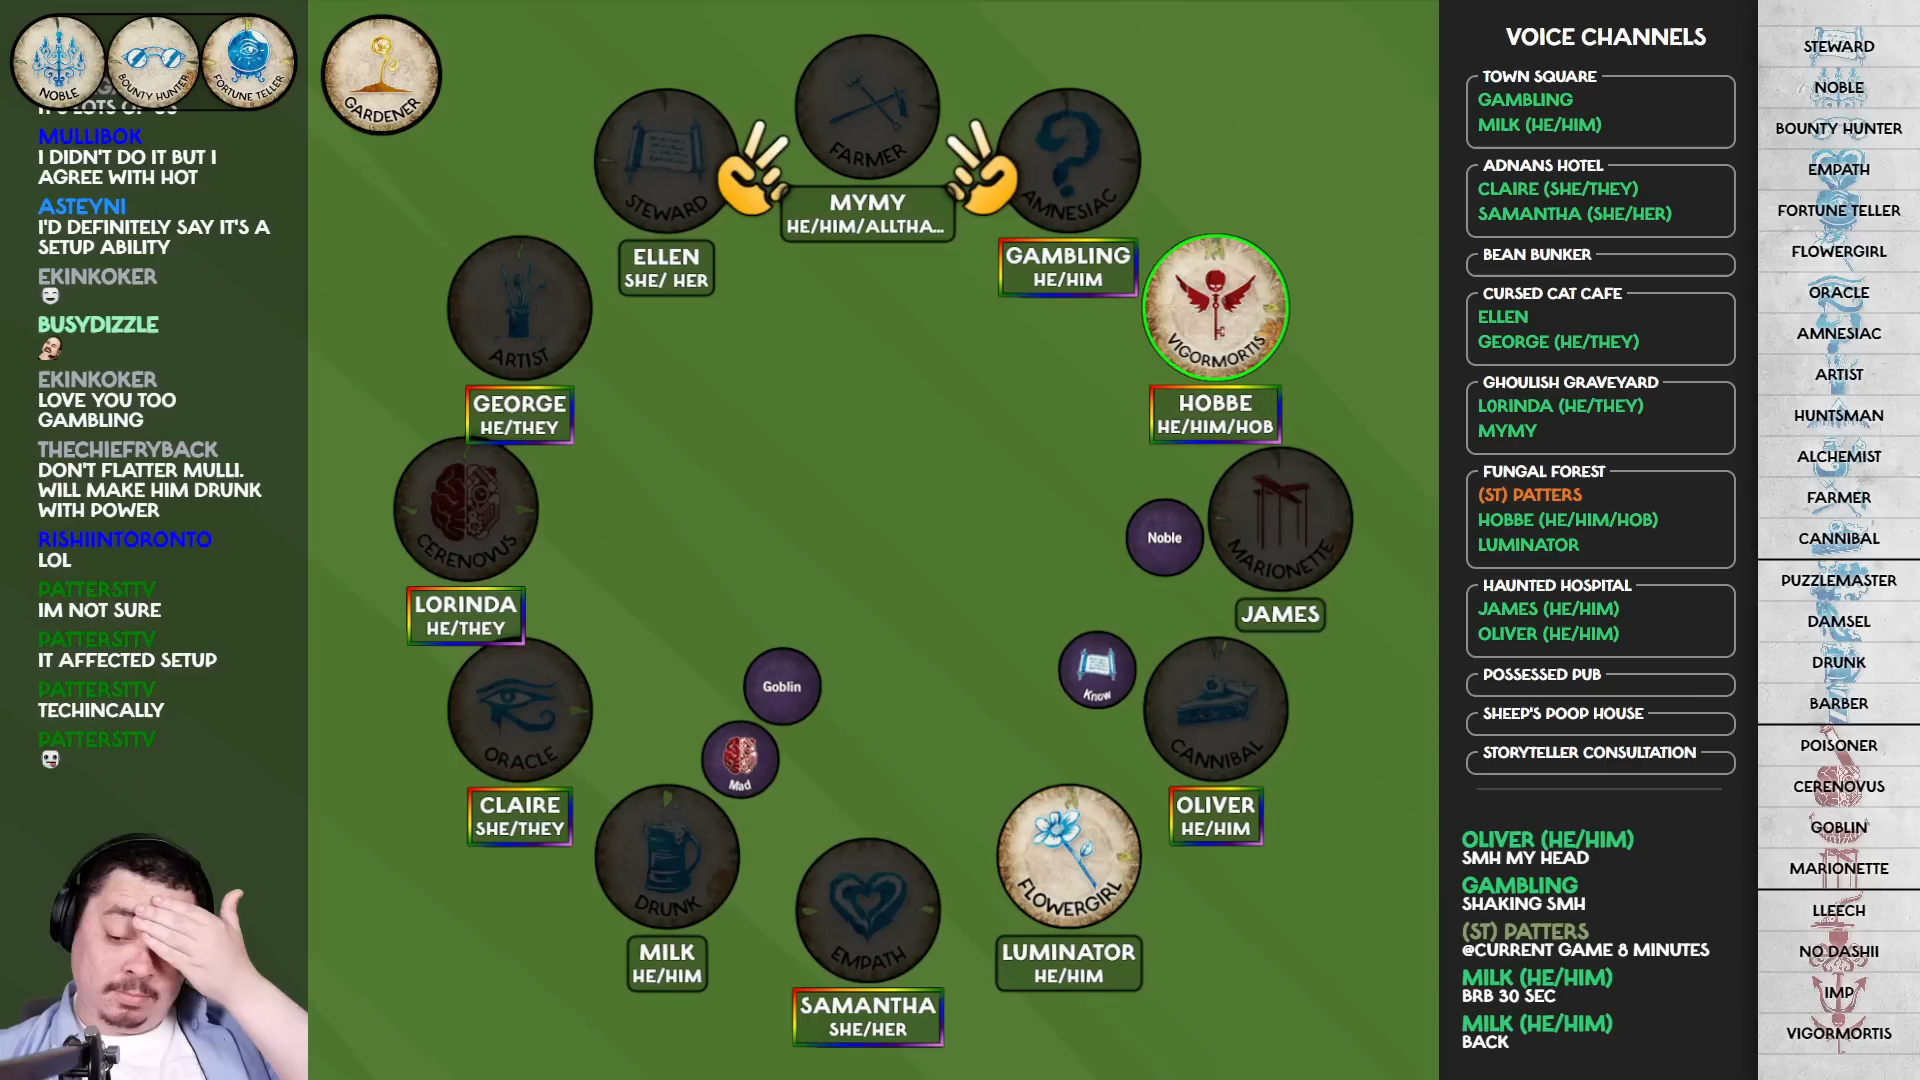 NOBLE
BOUNTY HUNTER
FORTUNE TELLER
GARDENER
MULLIBOK
I DIDN'T DO IT BUT I
AGREE WITH HOT
ASTEYNI
I'D DEFINITELY SAY IT'S A
SETUP ABILITY
EKINKOKER
BUSYDIZZLE
EKINKOKER
LOVE YOU TOO
GAMBLING
THECHIEFRYBACK
DON'T FLATTER MULLI.
WILL MAKE HIM DRUNK
WITH POWER
RISHIINTORONTO
LOL
PATTERSTTV
IM NOT SURE
PATTERSTTV
IT AFFECTED SETUP
PATTERSTTV
TECHINCALLY
PATTERSTTV
FARMER
MYMY
HE/HIM/ALLTHA...
AMNESIAC
GAMBLING
HE/HIM
VIGORMORTIS
HOBBE
HE/HIM/HOB
MARIONETTE
Noble
JAMES
CANNIBAL
Know
OLIVER
HE/HIM
FLOWERGIRL
LUMINATOR
HE/HIM
EMPATH
SAMANTHA
SHE/HER
DRUNK
Mad
Goblin
MILK
HE/HIM
ORACLE
CLAIRE
SHE/THEY
CERENOVUS
LORINDA
HE/THEY
ARTIST
GEORGE
HE/THEY
STEWARD
ELLEN
SHE/ HER
VOICE CHANNELS
TOWN SQUARE
GAMBLING
MILK (HE/HIM)
ADNANS HOTEL
CLAIRE (SHE/THEY)
SAMANTHA (SHE/HER)
BEAN BUNKER
CURSED CAT CAFE
ELLEN
GEORGE (HE/THEY)
GHOULISH GRAVEYARD
LORINDA (HE/THEY)
MYMY
FUNGAL FOREST
(ST) PATTERS
HOBBE (HE/HIM/HOB)
LUMINATOR
HAUNTED HOSPITAL
JAMES (HE/HIM)
OLIVER (HE/HIM)
POSSESSED PUB
SHEEP'S POOP HOUSE
STORYTELLER CONSULTATION
OLIVER (HE/HIM)
SMH MY HEAD
GAMBLING
SHAKING SMH
(ST) PATTERS
@CURRENT GAME 8 MINUTES
MILK (HE/HIM)
BRB 30 SEC
MILK (HE/HIM)
BACK
STEWARD
NOBLE
BOUNTY HUNTER
EMPATH
FORTUNE TELLER
FLOWERGIRL
ORACLE
AMNESIAC
ARTIST
HUNTSMAN
ALCHEMIST
FARMER
CANNIBAL
PUZZLEMASTER
DAMSEL
DRUNK
BARBER
POISONER
CERENOVUS
GOBLIN
MARIONETTE
LLEECH
NO DASHII
IMP
VIGORMORTIS